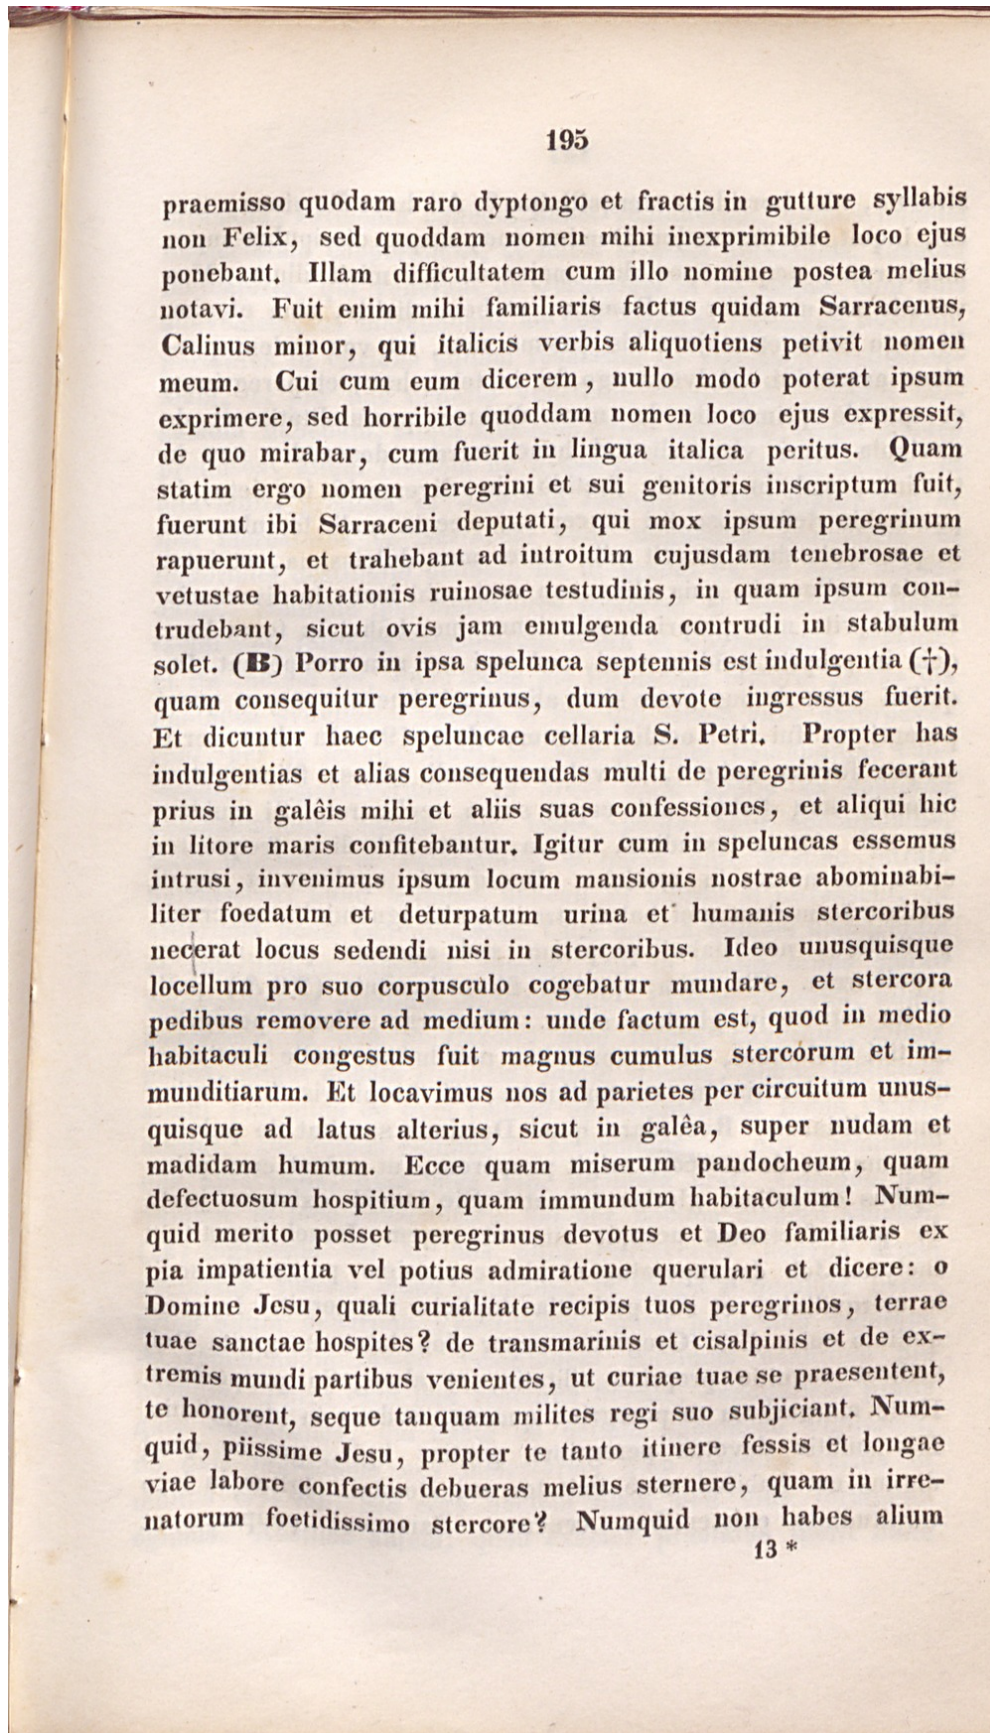 195
praemisso quodam raro dyptongo et fractis in gutture syllabis
non Felix, sed quoddam nomen mihi inexprimibile loco ejus
ponebant. Illam difficultatem cum illo nomine postea melius
notavi. Fuit enim mihi familiaris factus quidam Sarracenus,
Calinus minor, qui italicis verbis aliquotiens petivit nomen
meum. Cui cum eum dicerem, nullo modo poterat ipsum
exprimere, sed horribile quoddam nomen loco ejus expressit,
de quo mirabar, cum fuerit in lingua italica peritus. Quam
statim ergo nomen peregrini et sui genitoris inscriptum fuit,
fuerunt ibi Sarraceni deputati, qui mox ipsum peregrinum
rapuerunt, et trahebant ad introitum cujusdam tenebrosae et
vetustae habitationis ruinosae testudinis, in quam ipsum con-
trudebant, sicut ovis jam emulgenda contrudi in stabulum
solet. (B) Porro in ipsa spelunca septennis est indulgentia (†),
quam consequitur peregrinus, dum devote ingressus fuerit.
Et dicuntur haec speluncae cellaria S. Petri. Propter has
indulgentias et alias consequendas multi de peregrinis fecerant
prius in galêis mihi et aliis suas confessiones, et aliqui hic
in litore maris confitebantur. Igitur cum in speluncas essemus
intrusi, invenimus ipsum locum mansionis nostrae abominabi-
liter foedatum et deturpatum urina et humanis stercoribus
necerat locus sedendi nisi in stercoribus. Ideo unusquisque
locellum pro suo corpusculo cogebatur mundare, et stercora
pedibus removere ad medium: unde factum est, quod in medio
habitaculi congestus fuit magnus cumulus stercorum et im-
munditiarum. Et locavimus nos ad parietes per circuitum unus-
quisque ad latus alterius, sicut in galêa, super nudam et
madidam humum. Ecce quam miserum pandocheum, quam
defectuosum hospitium, quam immundum habitaculum! Num-
quid merito posset peregrinus devotus et Deo familiaris ex
pia impatientia vel potius admiratione querulari et dicere: o
Domine Jesu, quali curialitate recipis tuos peregrinos, terrae
tuae sanctae hospites? de transmarinis et cisalpinis et de ex-
tremis mundi partibus venientes, ut curiae tuae se praesentent,
te honorent, seque tanquam milites regi suo subjiciant. Num-
quid, piissime Jesu, propter te tanto itinere fessis et longae
viae labore confectis debueras melius sternere, quam in irre-
natorum foetidissimo stercore? Numquid non habes alium
13 *